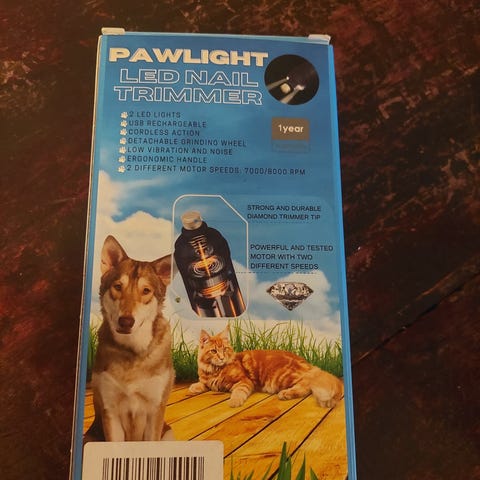 PAWLIGHT
LED NAIL
TRIMMER
2 LED LIGHTS
USB RECHARGEABLE
CORDLESS ACTION
DETACHABLE GRINDING WHEEL
LOW VIBRATION AND NOISE
ERGONOMIC HANDLE
2 DIFFERENT MOTOR SPEEDS: 7000/8000 RPM
1year
STRONG AND DURABLE
DIAMOND TRIMMER TIP
POWERFUL AND TESTED
MOTOR WITH TWO
DIFFERENT SPEEDS